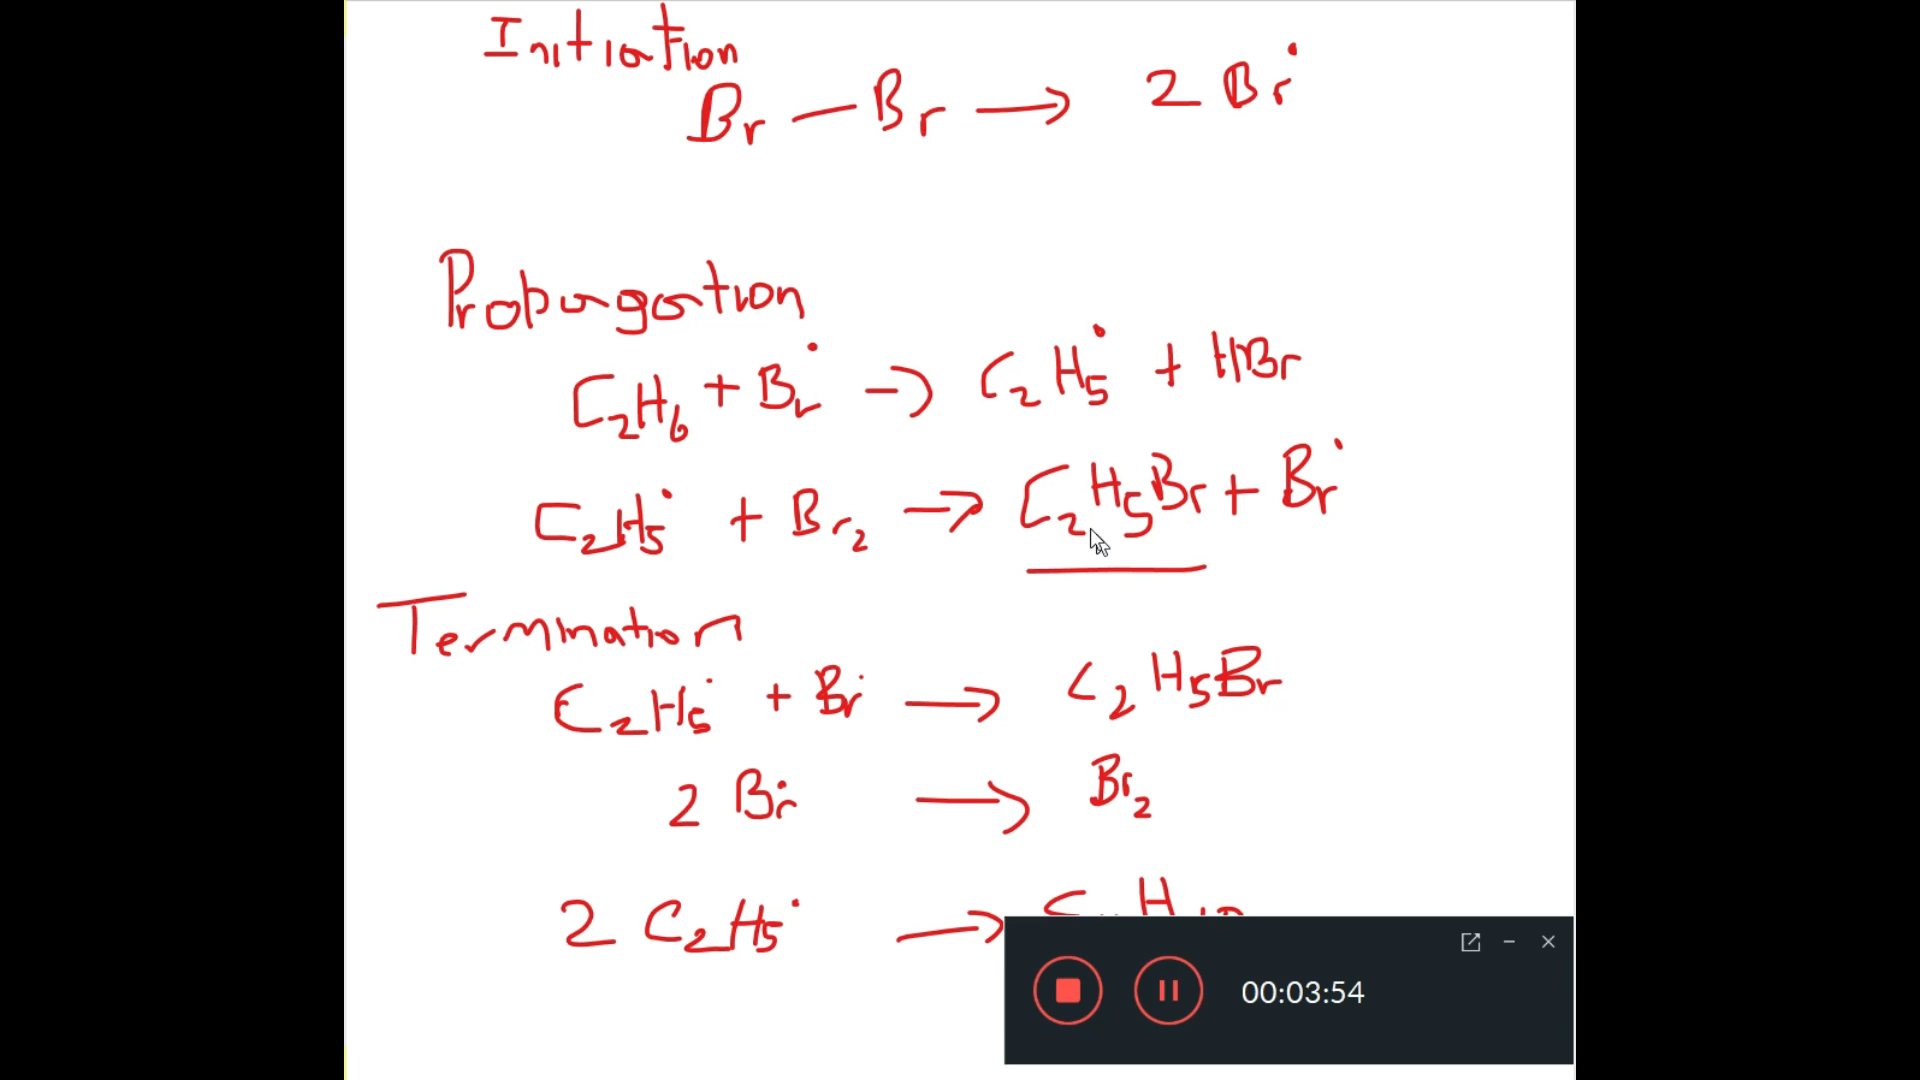 Initiation
Br — Br → 2 Br•
Propagation
C₂H₆ + Br• → C₂H₅• + HBr
C₂H₅• + Br₂ → C₂H₅Br + Br•
Termination
C₂H₅• + Br• → C₂H₅Br
2 Br• → Br₂
2 C₂H₅• →
00:03:54